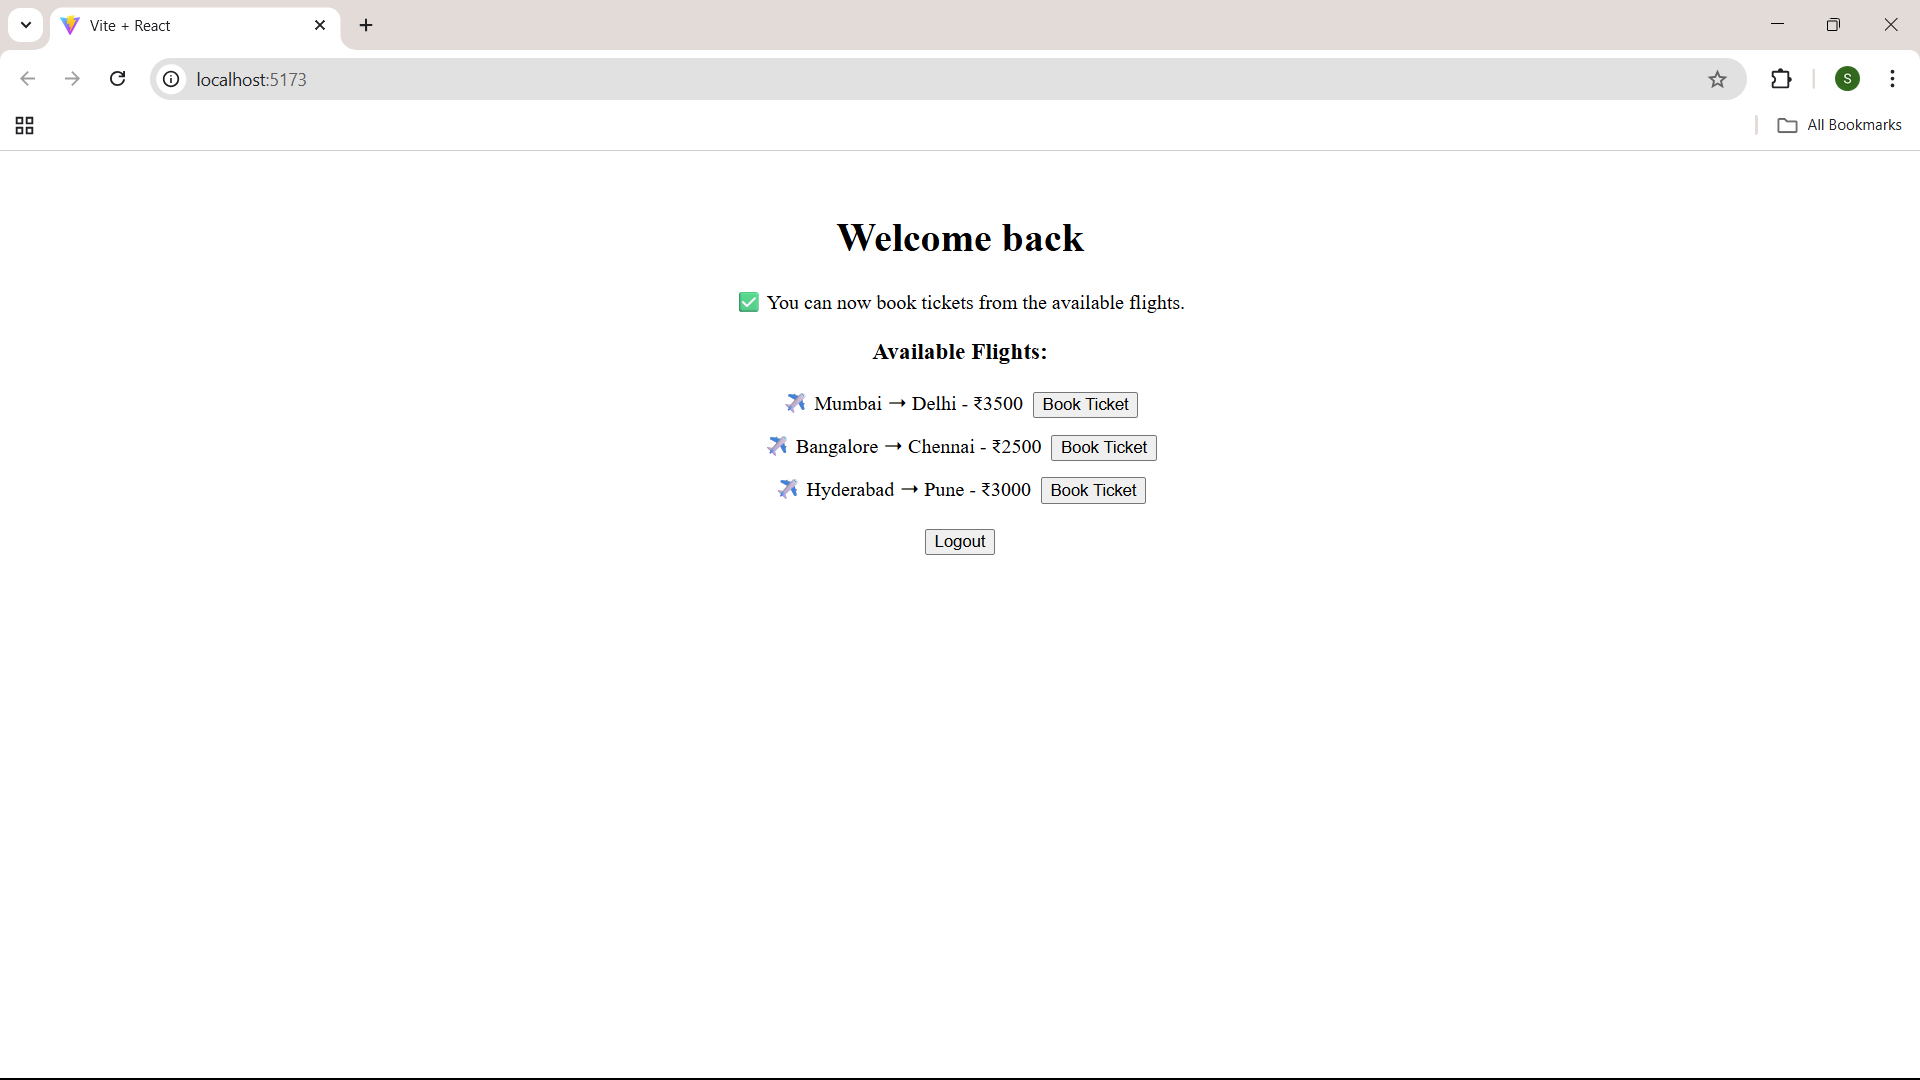 Vite + React
localhost:5173
S
All Bookmarks
Welcome back
✅ You can now book tickets from the available flights.
Available Flights:
✈️ Mumbai → Delhi - ₹3500 Book Ticket
✈️ Bangalore → Chennai - ₹2500 Book Ticket
✈️ Hyderabad → Pune - ₹3000 Book Ticket
Logout